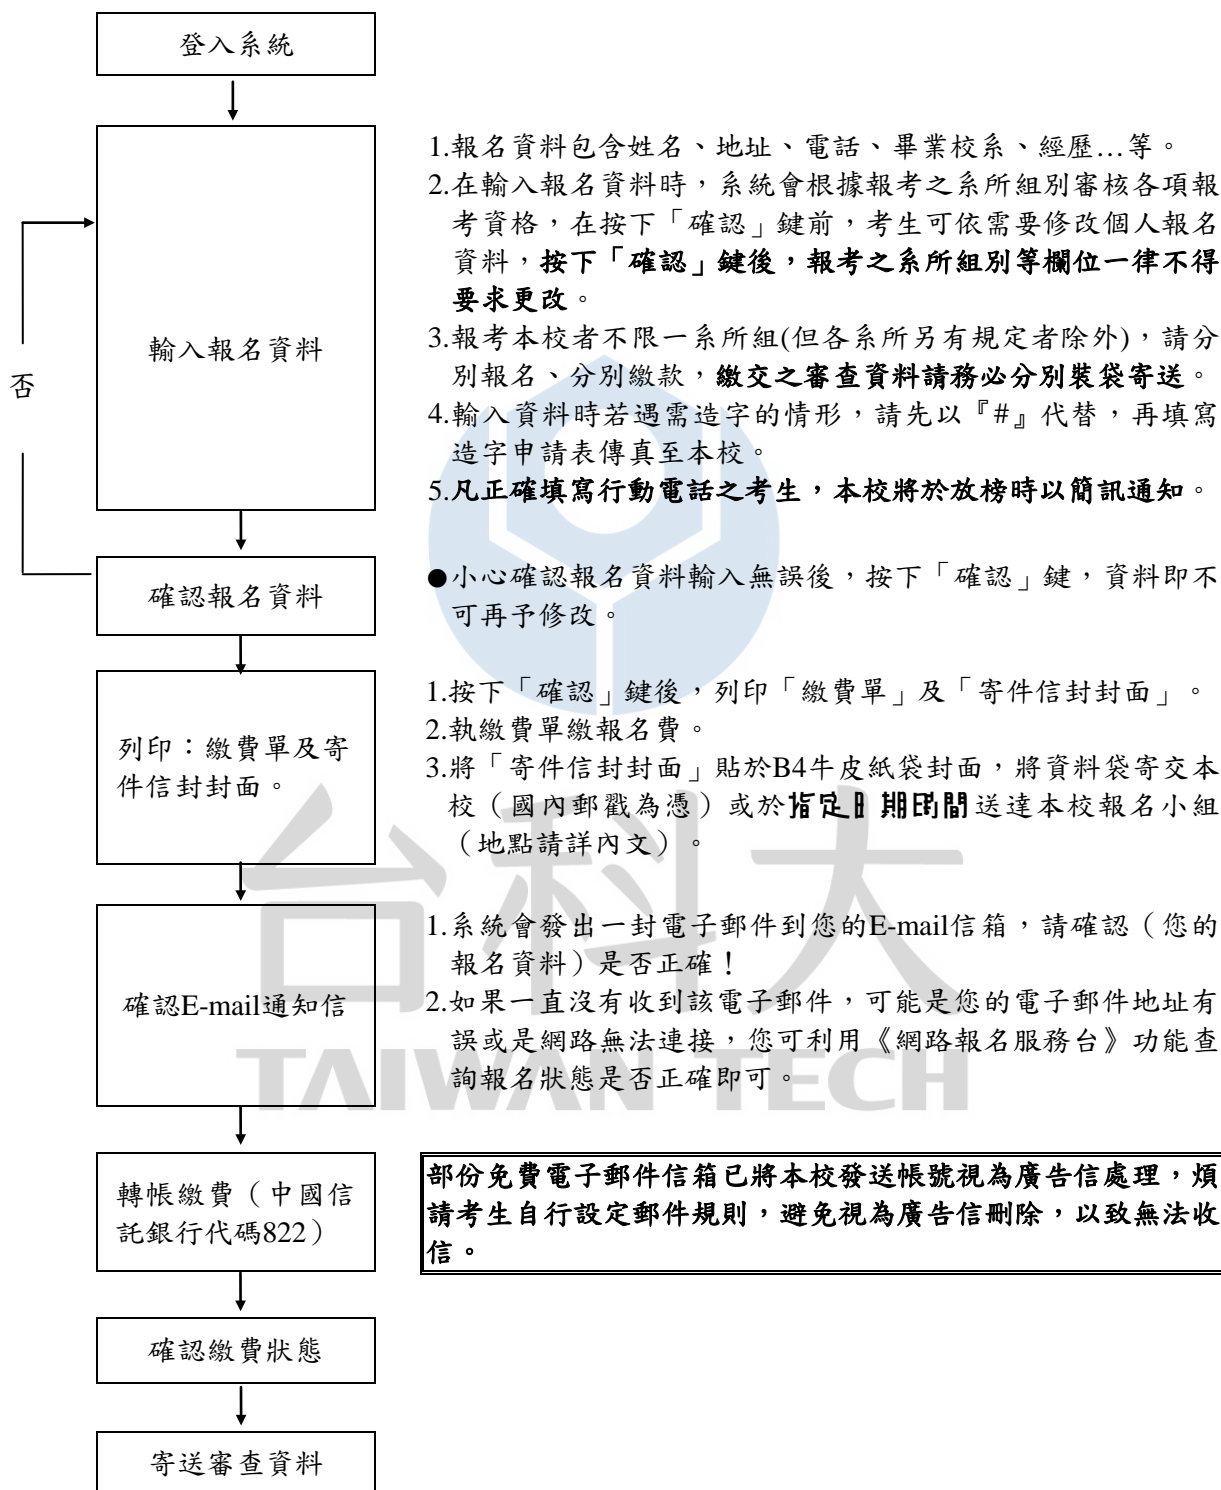 登入系統
1.報名資料包含姓名、地址、電話、畢業校系、經歷…等。
2.在輸入報名資料時，系統會根據報考之系所組別審核各項報
考資格，在按下「確認」鍵前，考生可依需要修改個人報名
資料，按下「確認」鍵後，報考之系所組別等欄位一律不得
要求更改。
輸入報名資料
3.報考本校者不限一系所組(但各系所另有規定者除外)，請分
別報名、分別繳款，繳交之審查資料請務必分別裝袋寄送。
否
4.輸入資料時若遇需造字的情形，請先以『#』代替，再填寫
造字申請表傳真至本校。
5.凡正確填寫行動電話之考生，本校將於放榜時以簡訊通知。
確認報名資料
●小心確認報名資料輸入無誤後，按下「確認」鍵，資料即不
可再予修改。
列印：繳費單及寄
件信封封面。
1.按下「確認」鍵後，列印「繳費單」及「寄件信封封面」。
2.執繳費單繳報名費。
3.將「寄件信封封面」貼於B4牛皮紙袋封面，將資料袋寄交本
校（國內郵戳為憑）或於指定日期時間送達本校報名小組
（地點請詳內文）。
台科大
TAIWAN TECH
確認E-mail通知信
1.系統會發出一封電子郵件到您的E-mail信箱，請確認（您的
報名資料）是否正確！
2.如果一直沒有收到該電子郵件，可能是您的電子郵件地址有
誤或是網路無法連接，您可利用《網路報名服務台》功能查
詢報名狀態是否正確即可。
轉帳繳費（中國信
託銀行代碼822）
部份免費電子郵件信箱已將本校發送帳號視為廣告信處理，煩
請考生自行設定郵件規則，避免視為廣告信刪除，以致無法收
信。
確認繳費狀態
寄送審查資料